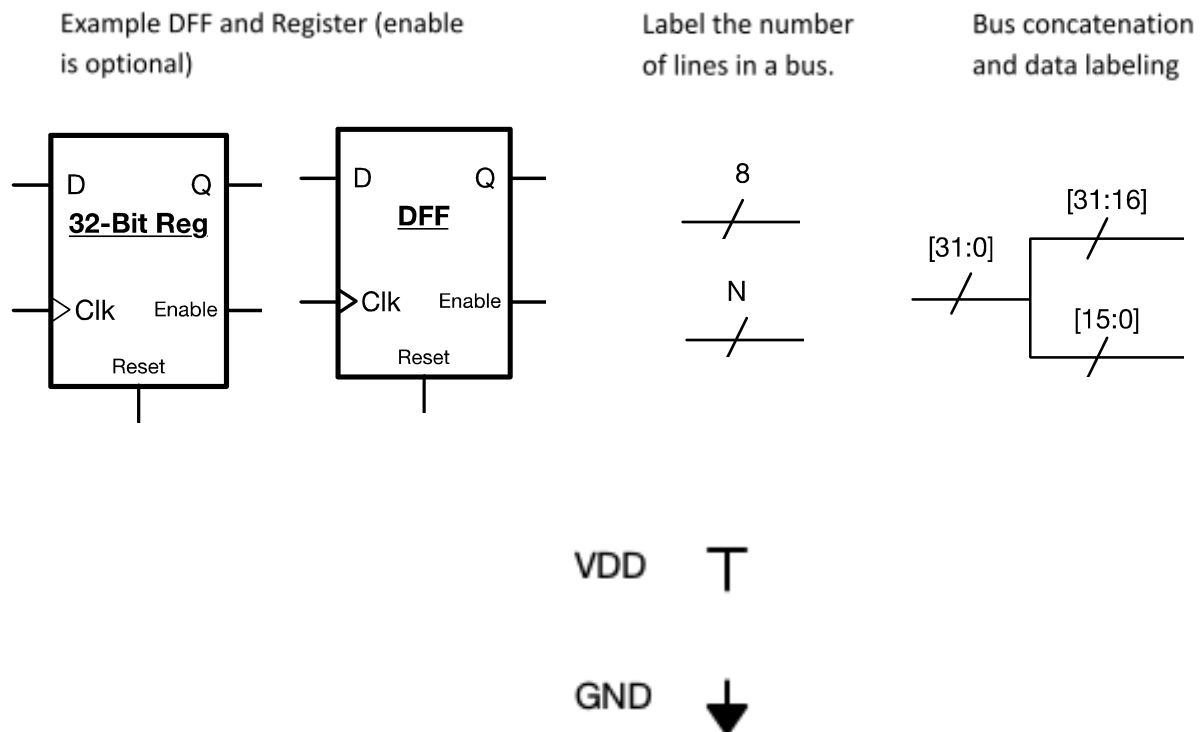 Example DFF and Register (enable
is optional)
Label the number
of lines in a bus.
Bus concatenation
and data labeling
D Q
32-Bit Reg
Clk Enable
Reset
D Q
DFF
Clk Enable
Reset
8
N
[31:0]
[31:16]
[15:0]
VDD
GND